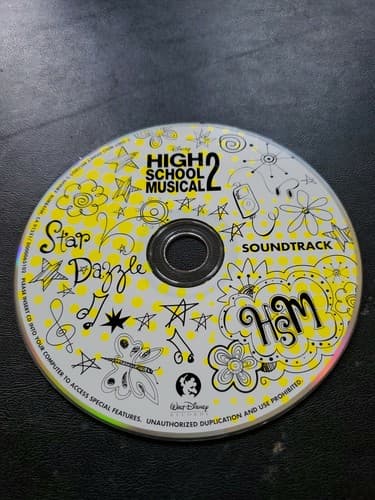 Disney
HIGH
SCHOOL
MUSICAL 2
SOUNDTRACK
Star
Dazzle
HSM
WALT DISNEY
RECORDS
PLEASE INSERT CD INTO YOUR COMPUTER TO ACCESS SPECIAL FEATURES. UNAUTHORIZED DUPLICATION AND USE PROHIBITED.